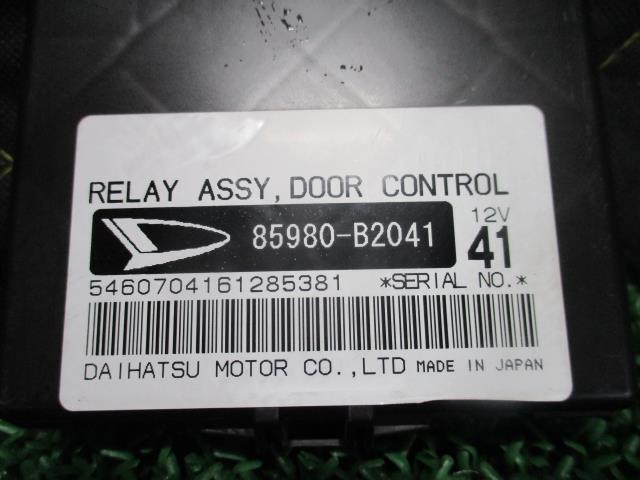 RELAY ASSY, DOOR CONTROL
85980-B2041
12V
41
5460704161285381 *SERIAL NO.*
DAIHATSU MOTOR CO.,LTD MADE IN JAPAN